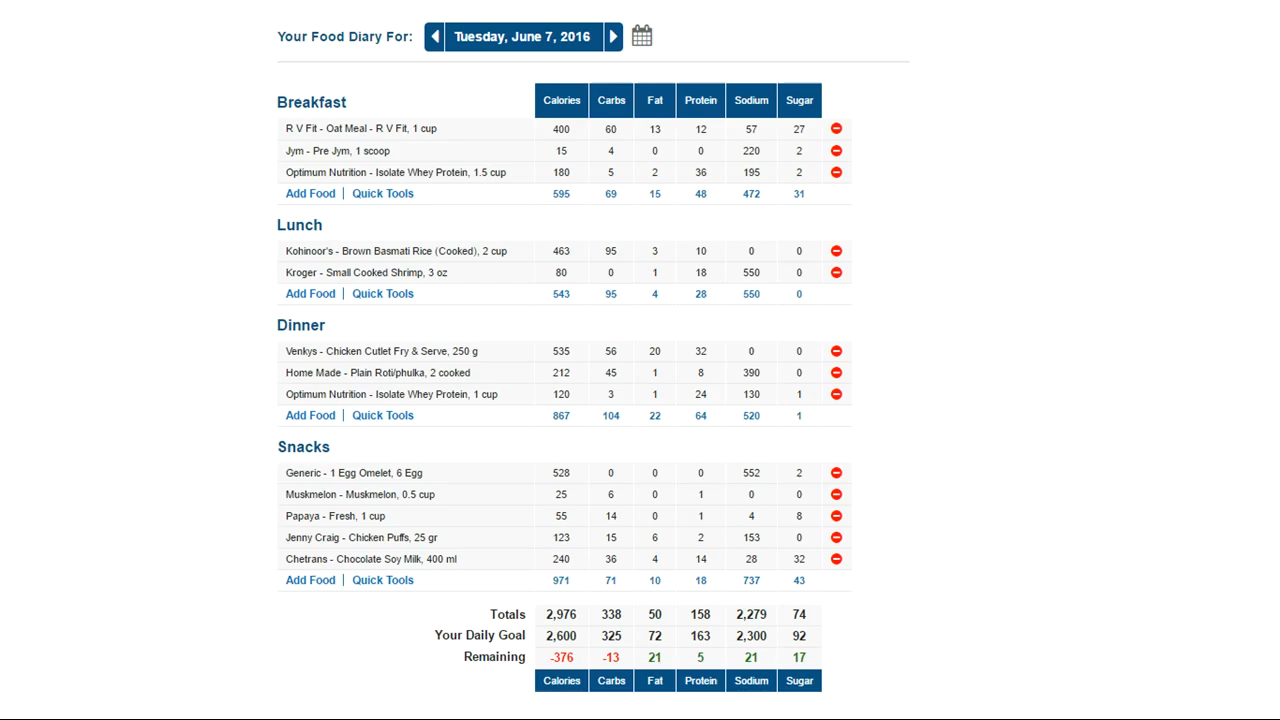 Your Food Diary For: Tuesday, June 7, 2016
Breakfast Calories Carbs Fat Protein Sodium Sugar
R V Fit - Oat Meal - R V Fit, 1 cup 400 60 13 12 57 27
Jym - Pre Jym, 1 scoop 15 4 0 0 220 2
Optimum Nutrition - Isolate Whey Protein, 1.5 cup 180 5 2 36 195 2
Add Food | Quick Tools 595 69 15 48 472 31
Lunch
Kohinoor's - Brown Basmati Rice (Cooked), 2 cup 463 95 3 10 0 0
Kroger - Small Cooked Shrimp, 3 oz 80 0 1 18 550 0
Add Food | Quick Tools 543 95 4 28 550 0
Dinner
Venkys - Chicken Cutlet Fry & Serve, 250 g 535 56 20 32 0 0
Home Made - Plain Roti/phulka, 2 cooked 212 45 1 8 390 0
Optimum Nutrition - Isolate Whey Protein, 1 cup 120 3 1 24 130 1
Add Food | Quick Tools 867 104 22 64 520 1
Snacks
Generic - 1 Egg Omelet, 6 Egg 528 0 0 0 552 2
Muskmelon - Muskmelon, 0.5 cup 25 6 0 1 0 0
Papaya - Fresh, 1 cup 55 14 0 1 4 8
Jenny Craig - Chicken Puffs, 25 gr 123 15 6 2 153 0
Chetrans - Chocolate Soy Milk, 400 ml 240 36 4 14 28 32
Add Food | Quick Tools 971 71 10 18 737 43
Totals 2,976 338 50 158 2,279 74
Your Daily Goal 2,600 325 72 163 2,300 92
Remaining -376 -13 21 5 21 17
Calories Carbs Fat Protein Sodium Sugar